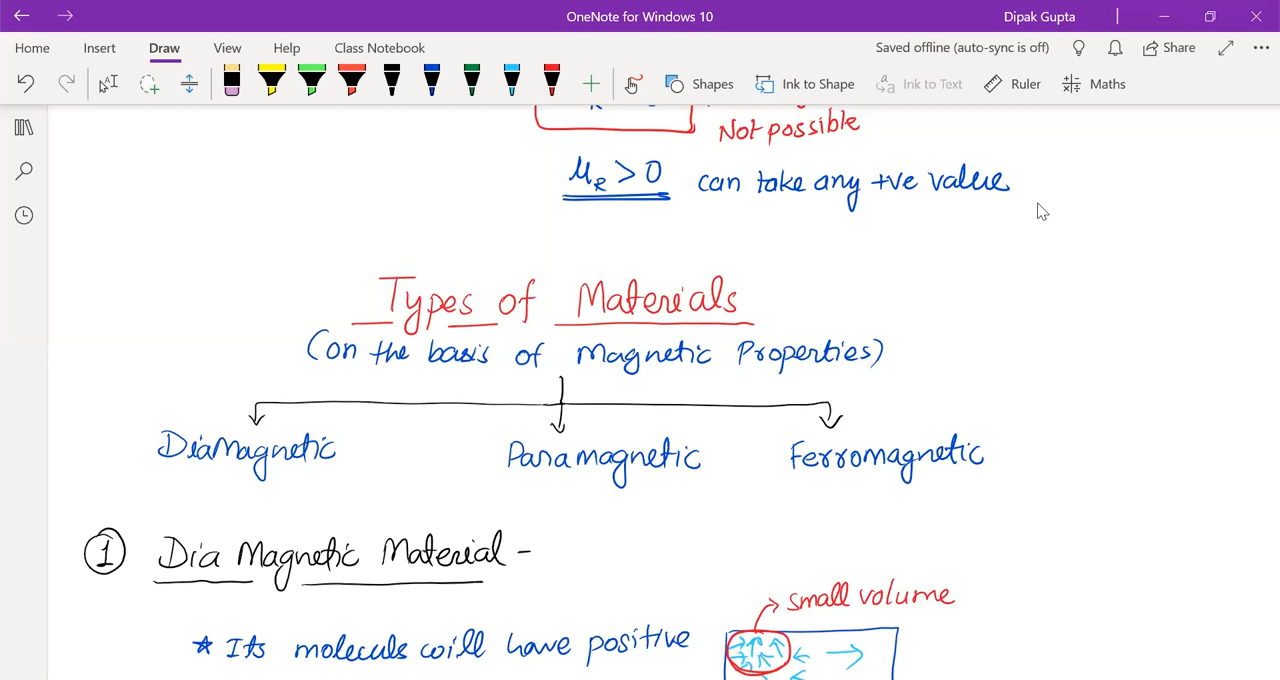 OneNote for Windows 10
Dipak Gupta
Home Insert Draw View Help Class Notebook
Saved offline (auto-sync is off) Share
Shapes Ink to Shape Ink to Text Ruler Maths
R
Not possible
μR > 0 can take any +ve value
Types of Materials
(on the basis of Magnetic Properties)
DiaMagnetic Paramagnetic Ferromagnetic
① Dia Magnetic Material -
small volume
* Its moleculs will have positive